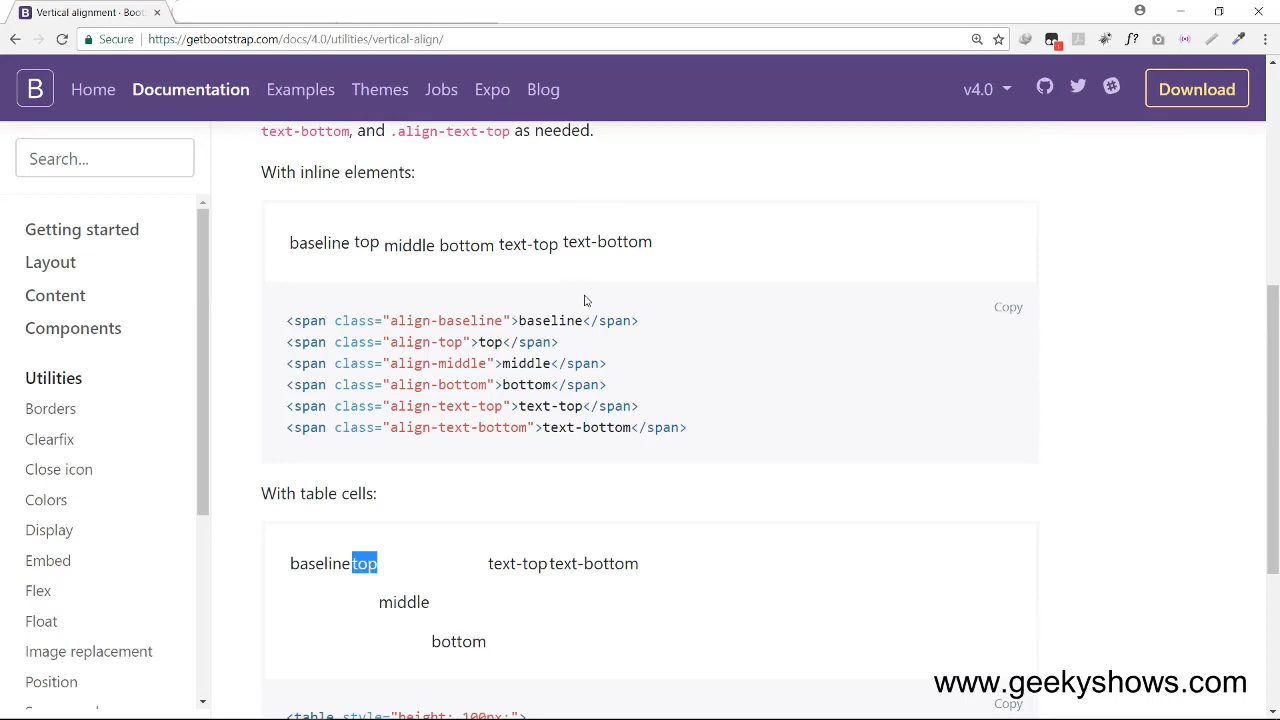 Vertical alignment · Boo
Secure https://getbootstrap.com/docs/4.0/utilities/vertical-align/
B Home Documentation Examples Themes Jobs Expo Blog v4.0 Download
text-bottom, and .align-text-top as needed.
Search...
With inline elements:
Getting started
Layout
Content
Components
Utilities
Borders
Clearfix
Close icon
Colors
Display
Embed
Flex
Float
Image replacement
Position
baseline top middle bottom text-top text-bottom
Copy
<span class="align-baseline">baseline</span>
<span class="align-top">top</span>
<span class="align-middle">middle</span>
<span class="align-bottom">bottom</span>
<span class="align-text-top">text-top</span>
<span class="align-text-bottom">text-bottom</span>
With table cells:
baseline top text-top text-bottom
middle
bottom
Copy
<table style="height: 100px;">
www.geekyshows.com